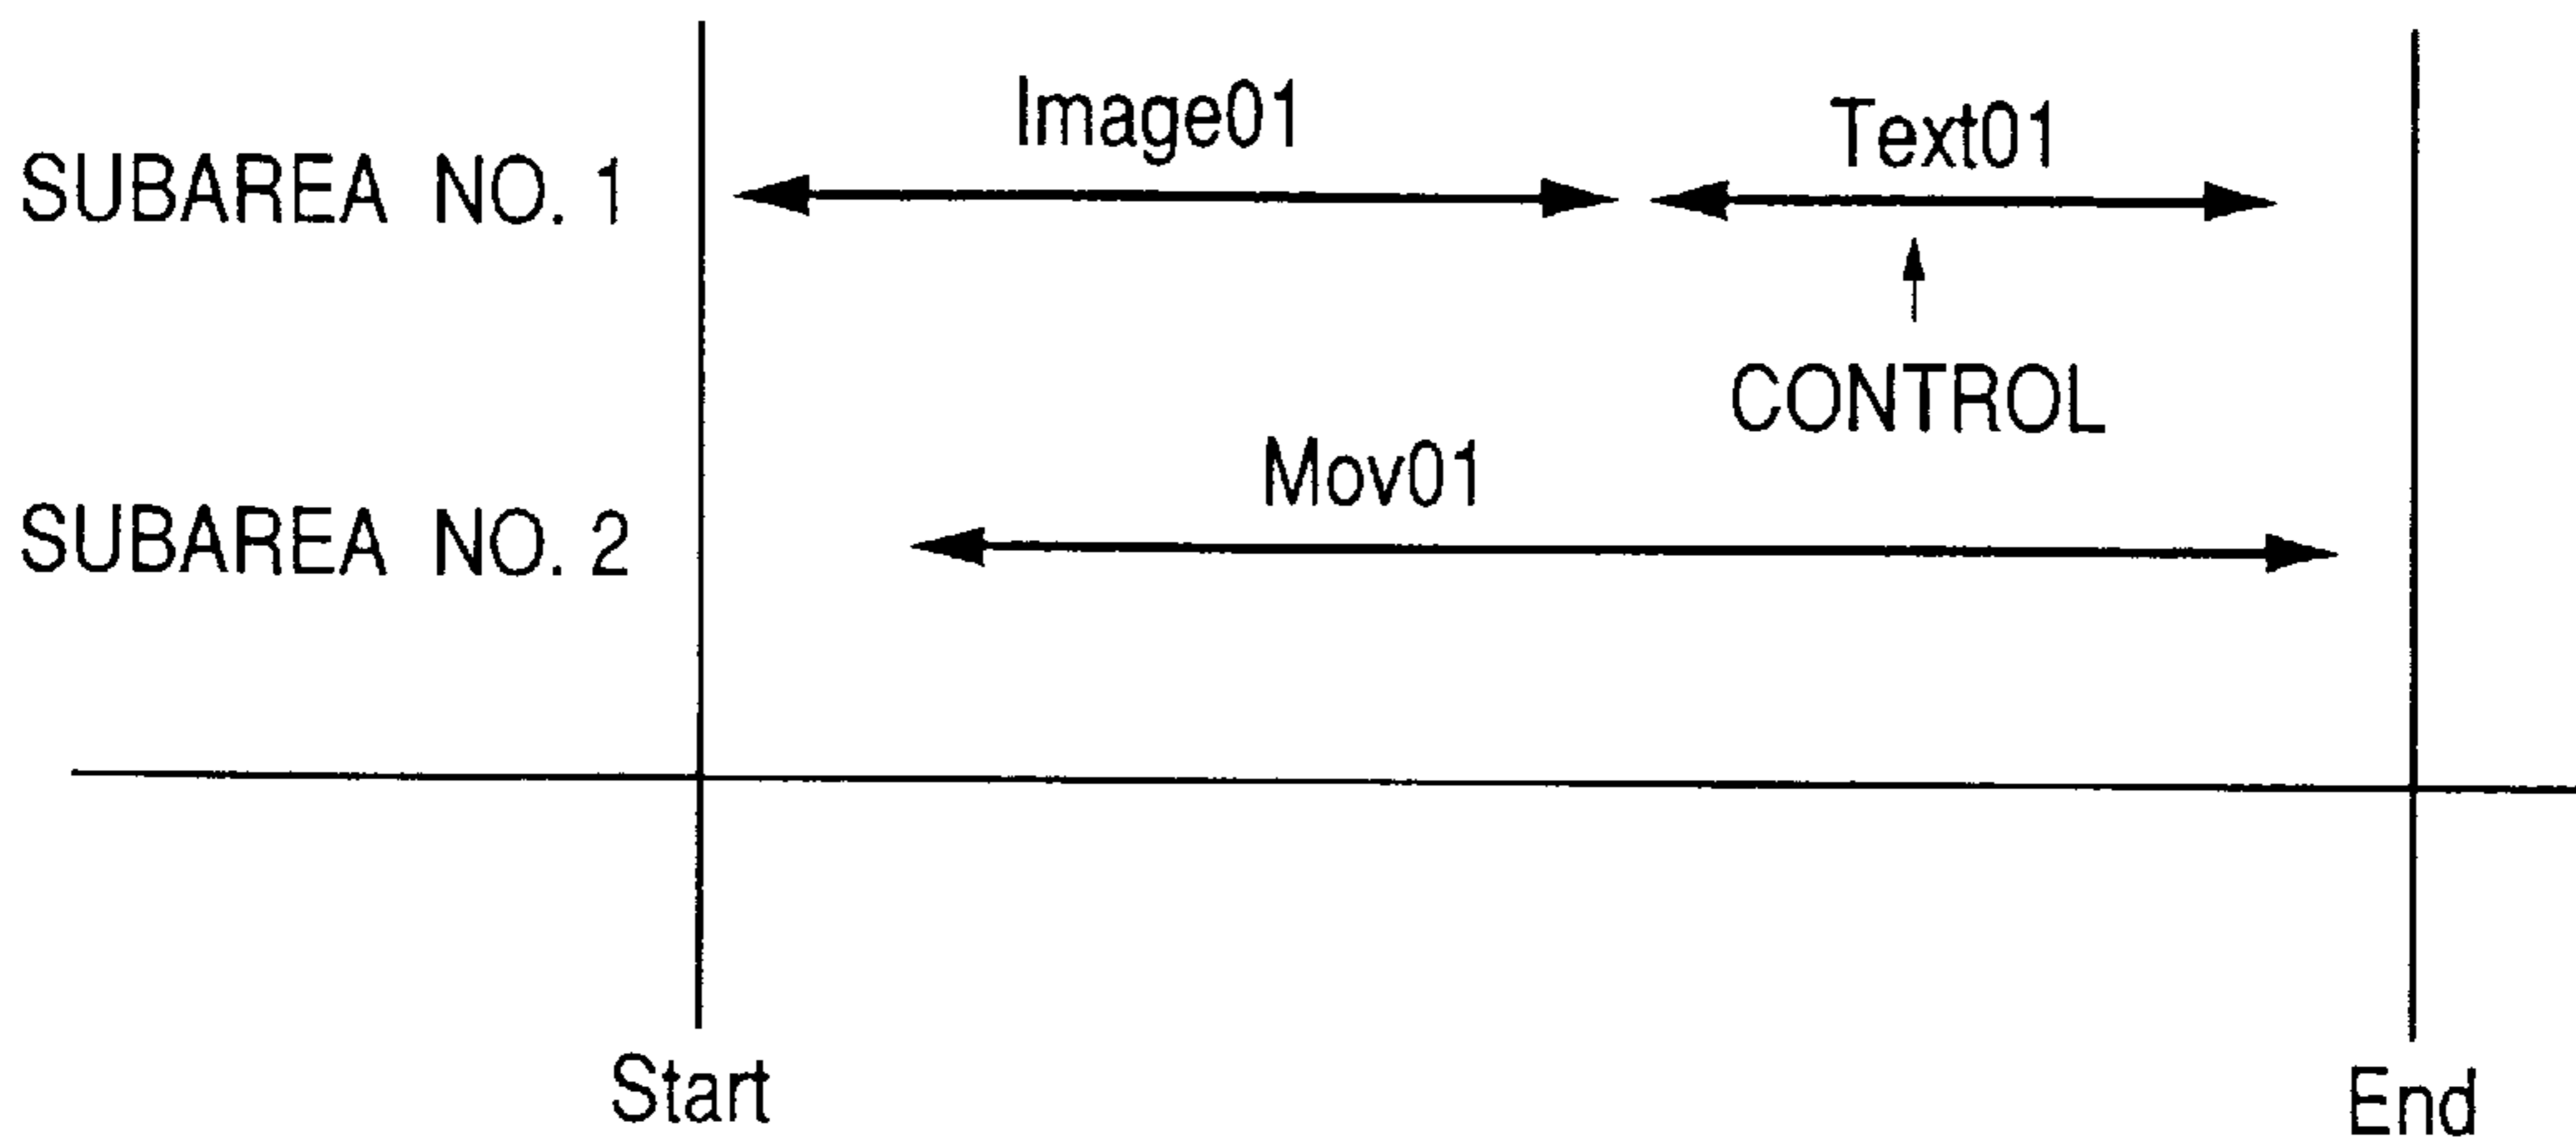 Image01
Text01
SUBAREA NO. 1
CONTROL
Mov01
SUBAREA NO. 2
Start
End